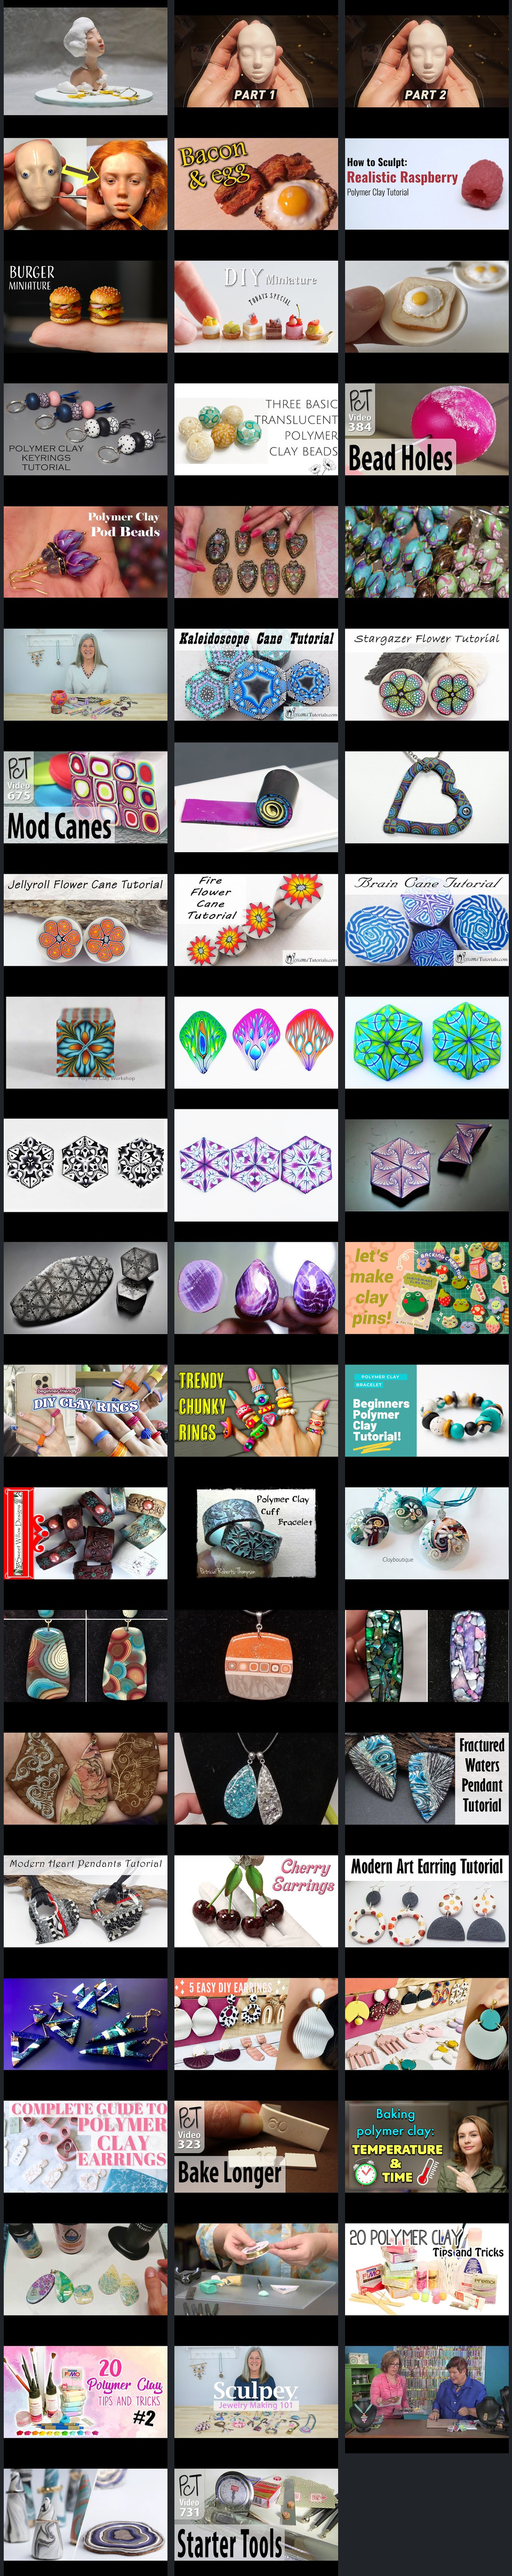 PART 1
PART 2
Bacon
& egg
How to Sculpt:
Realistic Raspberry
Polymer Clay Tutorial
BURGER
MINIATURE
DIY Miniature
TODAYS SPECIAL
POLYMER CLAY
KEYRINGS
TUTORIAL
THREE BASIC
TRANSLUCENT
POLYMER
CLAY BEADS
PcT
Video
384
Bead Holes
Polymer Clay
Pod Beads
Kaleidoscope Cane Tutorial
Stargazer Flower Tutorial
PcT
Video
675
Mod Canes
Jellyroll Flower Cane Tutorial
Fire
Flower
Cane
Tutorial
Brain Cane Tutorial
Polymer Clay Workshop
let's
make
clay
pins!
beginner friendly!
DIY CLAY RINGS
TRENDY
CHUNKY
RINGS
POLYMER CLAY
BRACELET
Beginners
Polymer
Clay
Tutorial!
Polymer Clay
Cuff
Bracelet
Clayboutique
Fractured
Waters
Pendant
Tutorial
Modern Heart Pendants Tutorial
Cherry
Earrings
Modern Art Earring Tutorial
5 EASY DIY EARRINGS
COMPLETE GUIDE TO
POLYMER
CLAY
EARRINGS
PcT
Video
323
Bake Longer
Baking
polymer clay:
TEMPERATURE
&
TIME
20 POLYMER CLAY
Tips and Tricks
20
Polymer Clay
TIPS AND TRICKS
#2
Sculpey
Jewelry Making 101
PcT
Video
731
Starter Tools